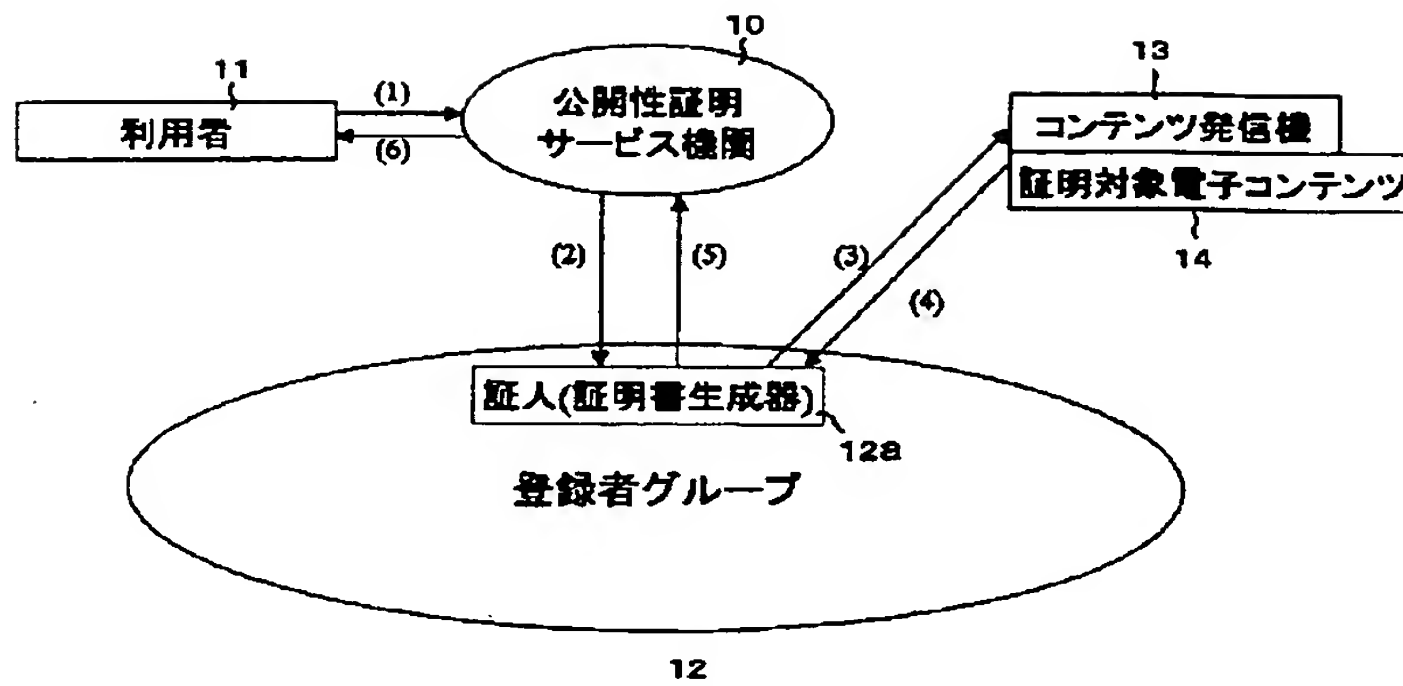 10
11
13
利用者
(1)
(6)
公開性証明
サービス機関
コンテンツ発信機
証明対象電子コンテンツ
14
(2)
(5)
(3)
(4)
証人(証明書生成器)
12a
登録者グループ
12